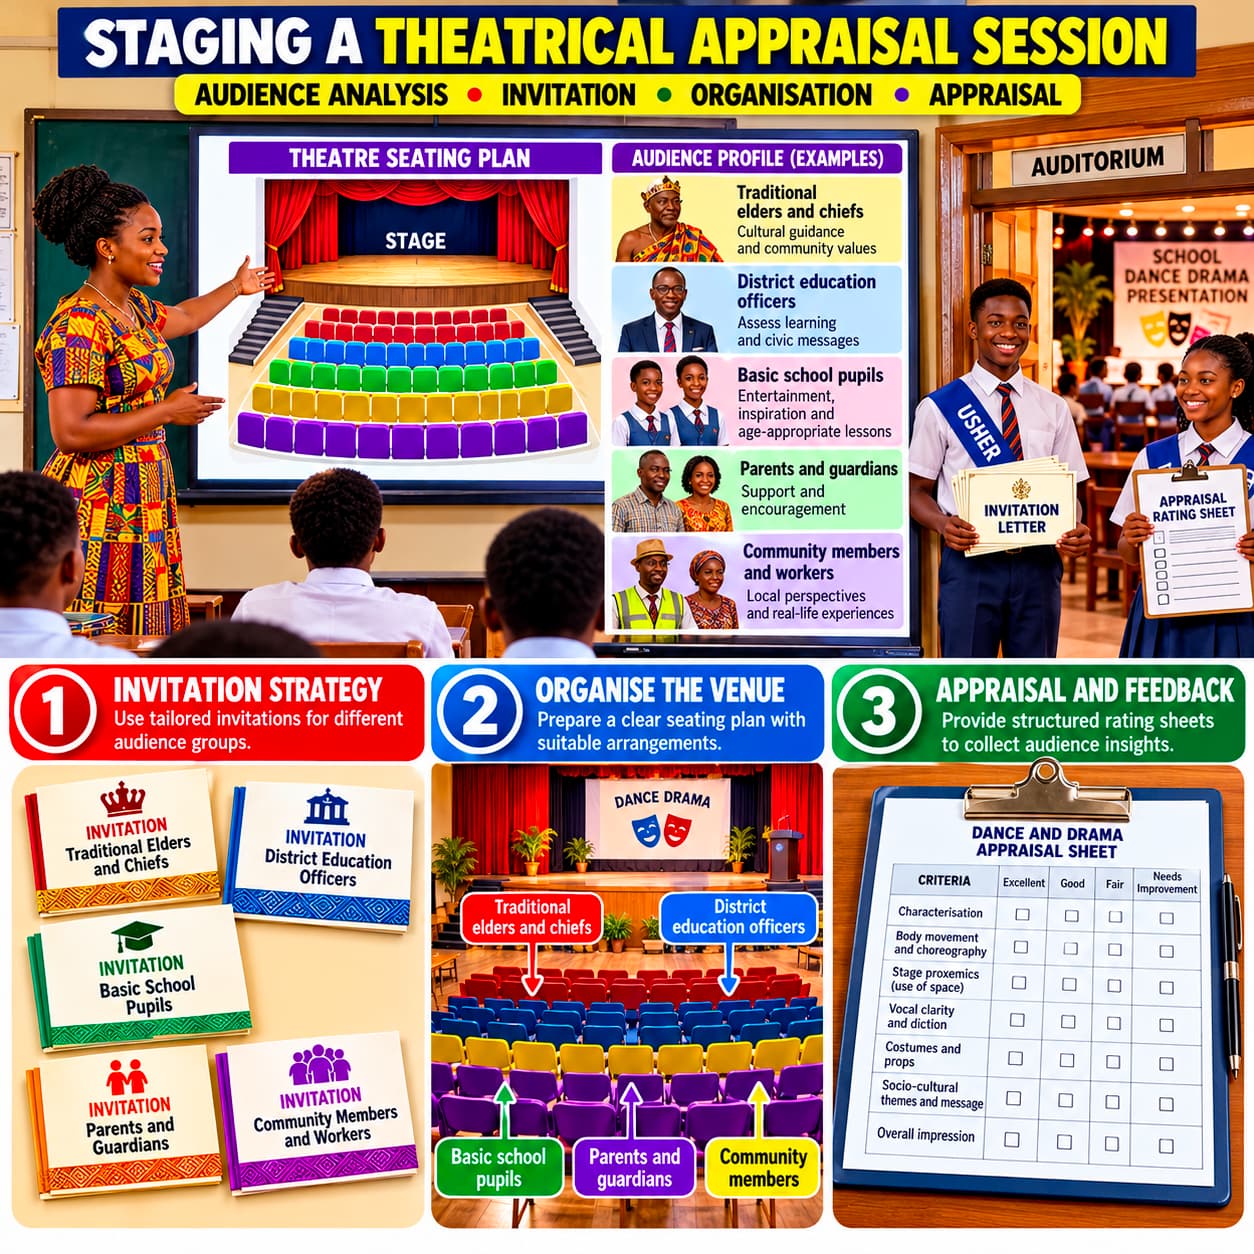 STAGING A THEATRICAL APPRAISAL SESSION
AUDIENCE ANALYSIS • INVITATION • ORGANISATION • APPRAISAL
THEATRE SEATING PLAN
STAGE
AUDIENCE PROFILE (EXAMPLES)
Traditional
elders and chiefs
Cultural guidance
and community values
District education
officers
Assess learning
and civic messages
Basic school pupils
Entertainment,
inspiration and
age-appropriate lessons
Parents and guardians
Support and
encouragement
Community members
and workers
Local perspectives
and real-life experiences
AUDITORIUM
SCHOOL
DANCE DRAMA
PRESENTATION
USHER
INVITATION
LETTER
APPRAISAL
RATING SHEET
1 INVITATION STRATEGY
Use tailored invitations for different
audience groups.
INVITATION
Traditional Elders
and Chiefs
INVITATION
District Education
Officers
INVITATION
Basic School
Pupils
INVITATION
Parents and
Guardians
INVITATION
Community Members
and Workers
2 ORGANISE THE VENUE
Prepare a clear seating plan with
suitable arrangements.
DANCE DRAMA
Traditional
elders and chiefs
District
education officers
Basic school
pupils
Parents and
guardians
Community
members
3 APPRAISAL AND FEEDBACK
Provide structured rating sheets
to collect audience insights.
DANCE AND DRAMA
APPRAISAL SHEET
CRITERIA Excellent Good Fair Needs Improvement
Characterisation
Body movement
and choreography
Stage proxemics
(use of space)
Vocal clarity
and diction
Costumes and
props
Socio-cultural
themes and message
Overall impression